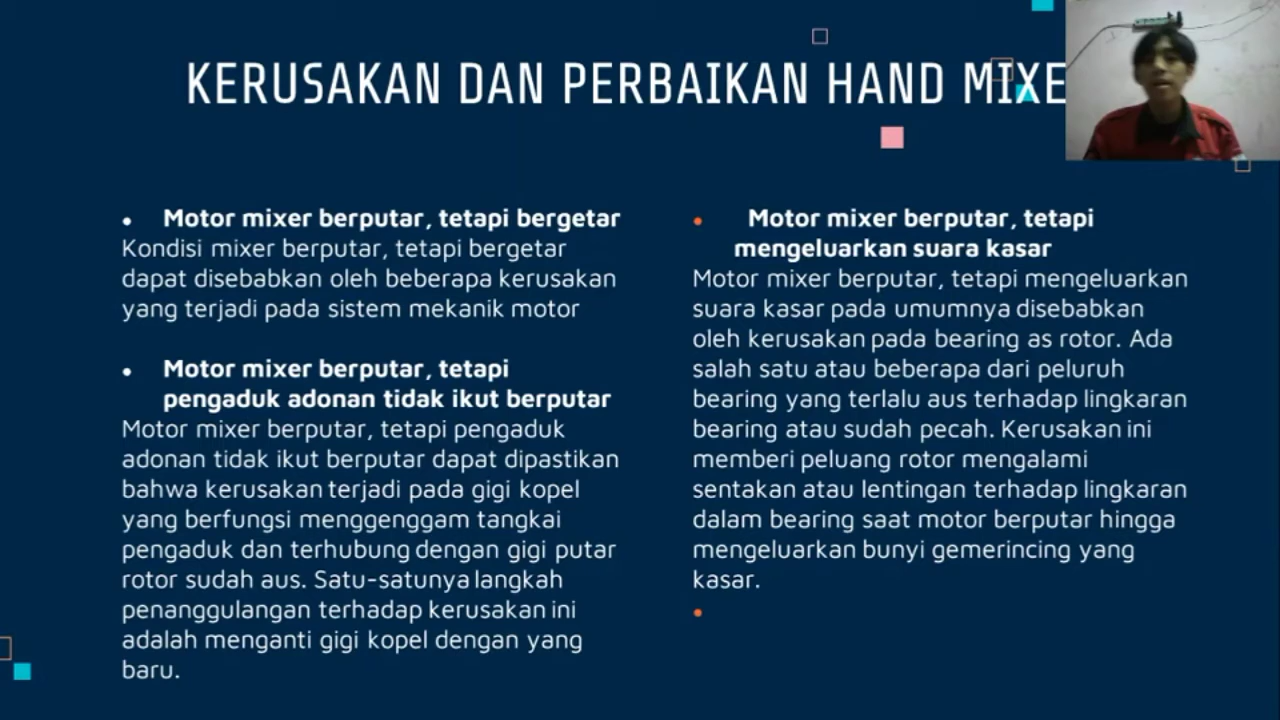 KERUSAKAN DAN PERBAIKAN HAND MIXE
Motor mixer berputar, tetapi bergetar
Kondisi mixer berputar, tetapi bergetar
dapat disebabkan oleh beberapa kerusakan
yang terjadi pada sistem mekanik motor
Motor mixer berputar, tetapi
pengaduk adonan tidak ikut berputar
Motor mixer berputar, tetapi pengaduk
adonan tidak ikut berputar dapat dipastikan
bahwa kerusakan terjadi pada gigi kopel
yang berfungsi menggenggam tangkai
pengaduk dan terhubung dengan gigi putar
rotor sudah aus. Satu-satunya langkah
penanggulangan terhadap kerusakan ini
adalah menganti gigi kopel dengan yang
baru.
Motor mixer berputar, tetapi
mengeluarkan suara kasar
Motor mixer berputar, tetapi mengeluarkan
suara kasar pada umumnya disebabkan
oleh kerusakan pada bearing as rotor. Ada
salah satu atau beberapa dari peluruh
bearing yang terlalu aus terhadap lingkaran
bearing atau sudah pecah. Kerusakan ini
memberi peluang rotor mengalami
sentakan atau lentingan terhadap lingkaran
dalam bearing saat motor berputar hingga
mengeluarkan bunyi gemerincing yang
kasar.